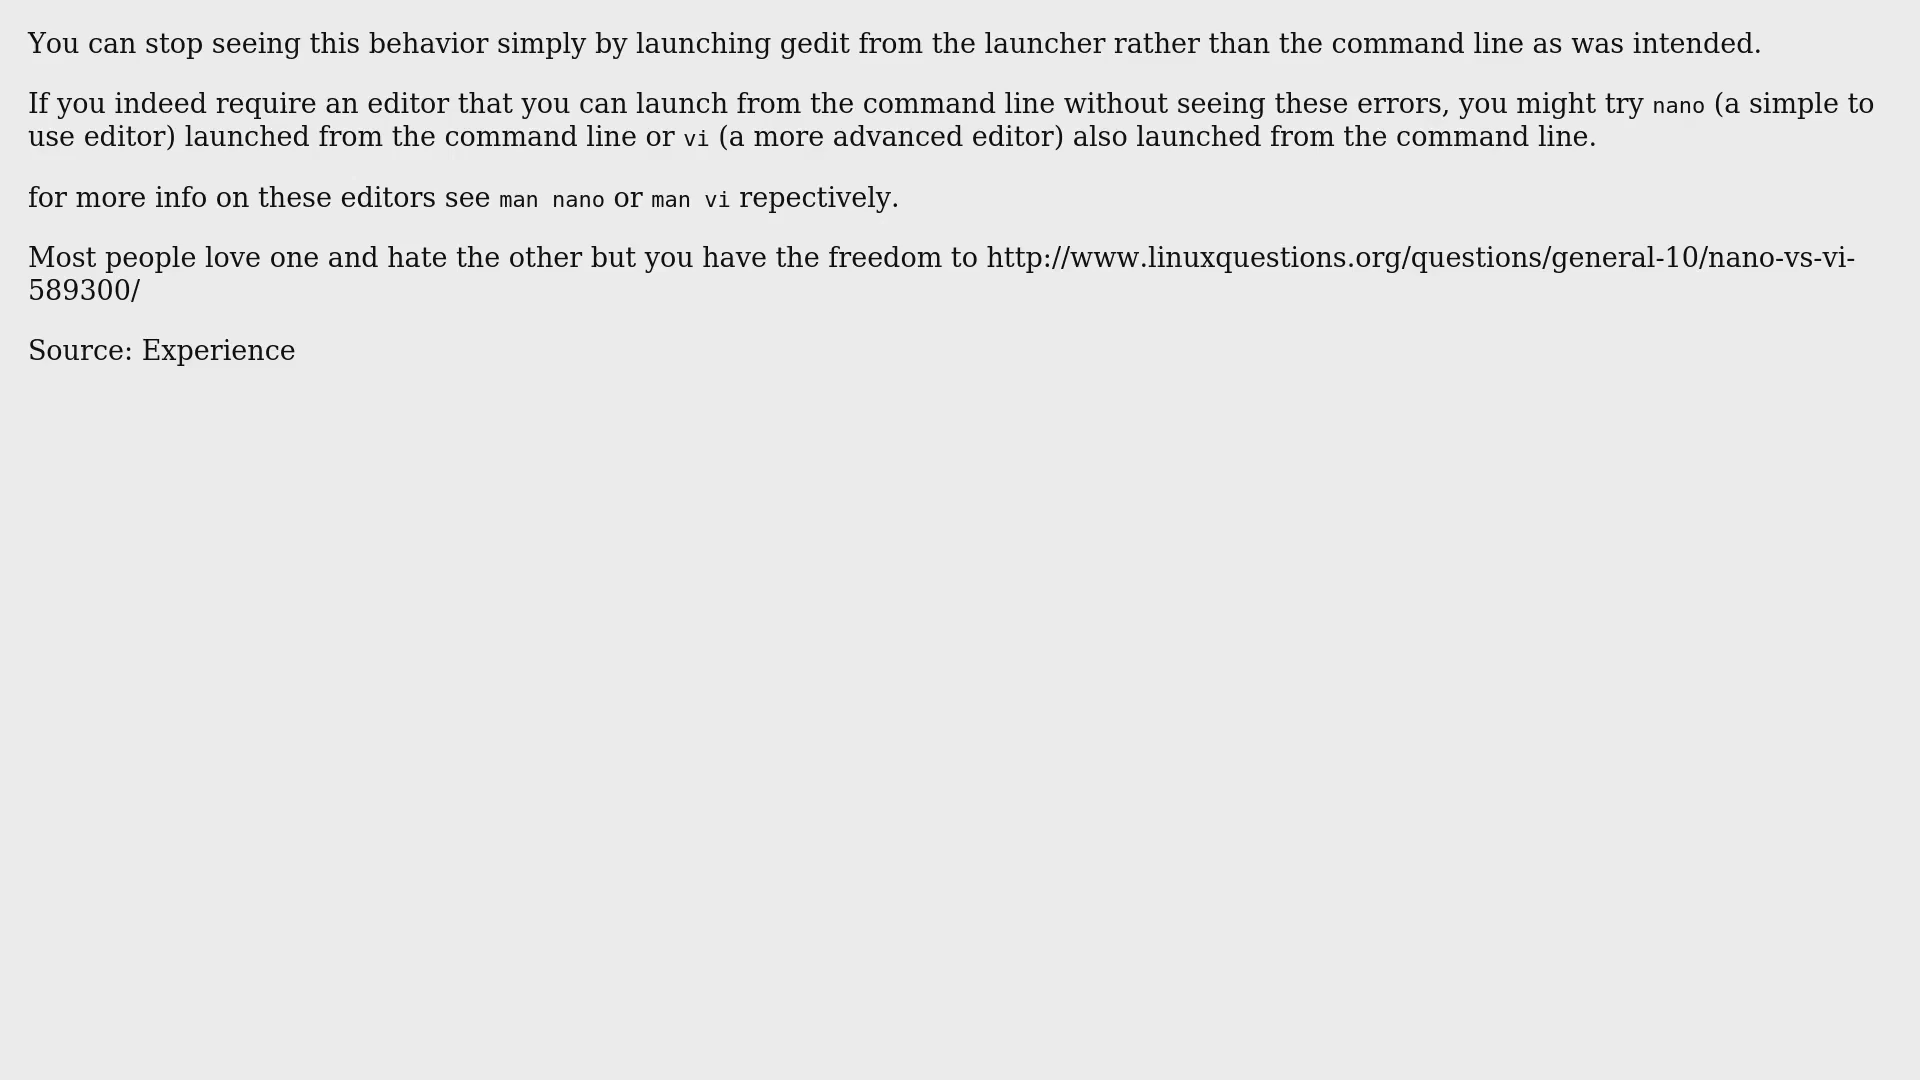 You can stop seeing this behavior simply by launching gedit from the launcher rather than the command line as was intended.
If you indeed require an editor that you can launch from the command line without seeing these errors, you might try nano (a simple to
use editor) launched from the command line or vi (a more advanced editor) also launched from the command line.
for more info on these editors see man nano or man vi repectively.
Most people love one and hate the other but you have the freedom to http://www.linuxquestions.org/questions/general-10/nano-vs-vi-
589300/
Source: Experience